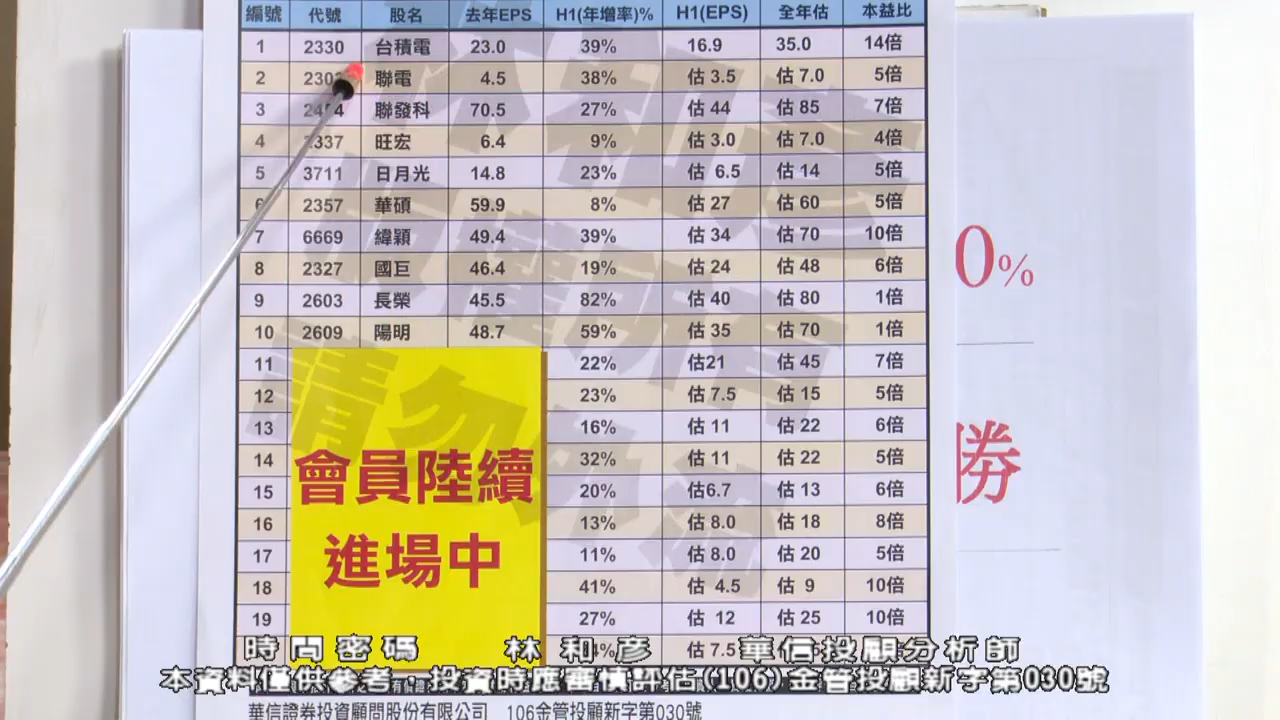 編號 代號 股名 去年EPS H1(年增率)% H1(EPS) 全年估 本益比
1 2330 台積電 23.0 39% 16.9 35.0 14倍
2 聯電 4.5 38% 估 3.5 估 7.0 5倍
3 聯發科 70.5 27% 估 44 估 85 7倍
4 2337 旺宏 6.4 9% 估 3.0 估 7.0 4倍
5 3711 日月光 14.8 23% 估 6.5 估 14 5倍
6 2357 華碩 59.9 8% 估 27 估 60 5倍
7 6669 緯穎 49.4 39% 估 34 估 70 10倍
8 2327 國巨 46.4 19% 估 24 估 48 6倍
9 2603 長榮 45.5 82% 估 40 估 80 1倍
10 2609 陽明 48.7 59% 估 35 估 70 1倍
11 22% 估21 估 45 7倍
12 23% 估 7.5 估 15 5倍
13 16% 估 11 估 22 6倍
14 32% 估 11 估 22 5倍
15 20% 估6.7 估 13 6倍
16 13% 估 8.0 估 18 8倍
17 11% 估 8.0 估 20 5倍
18 41% 估 4.5 估 9 10倍
19 27% 估 12 估 25 10倍
估 7.5
會員陸續
進場中
0%
勝
時間密碼 林和彥 華信投顧分析師
本資料僅供參考，投資時應審慎評估(106)金管投顧新字第030號
華信證券投資顧問股份有限公司 106金管投顧新字第030號